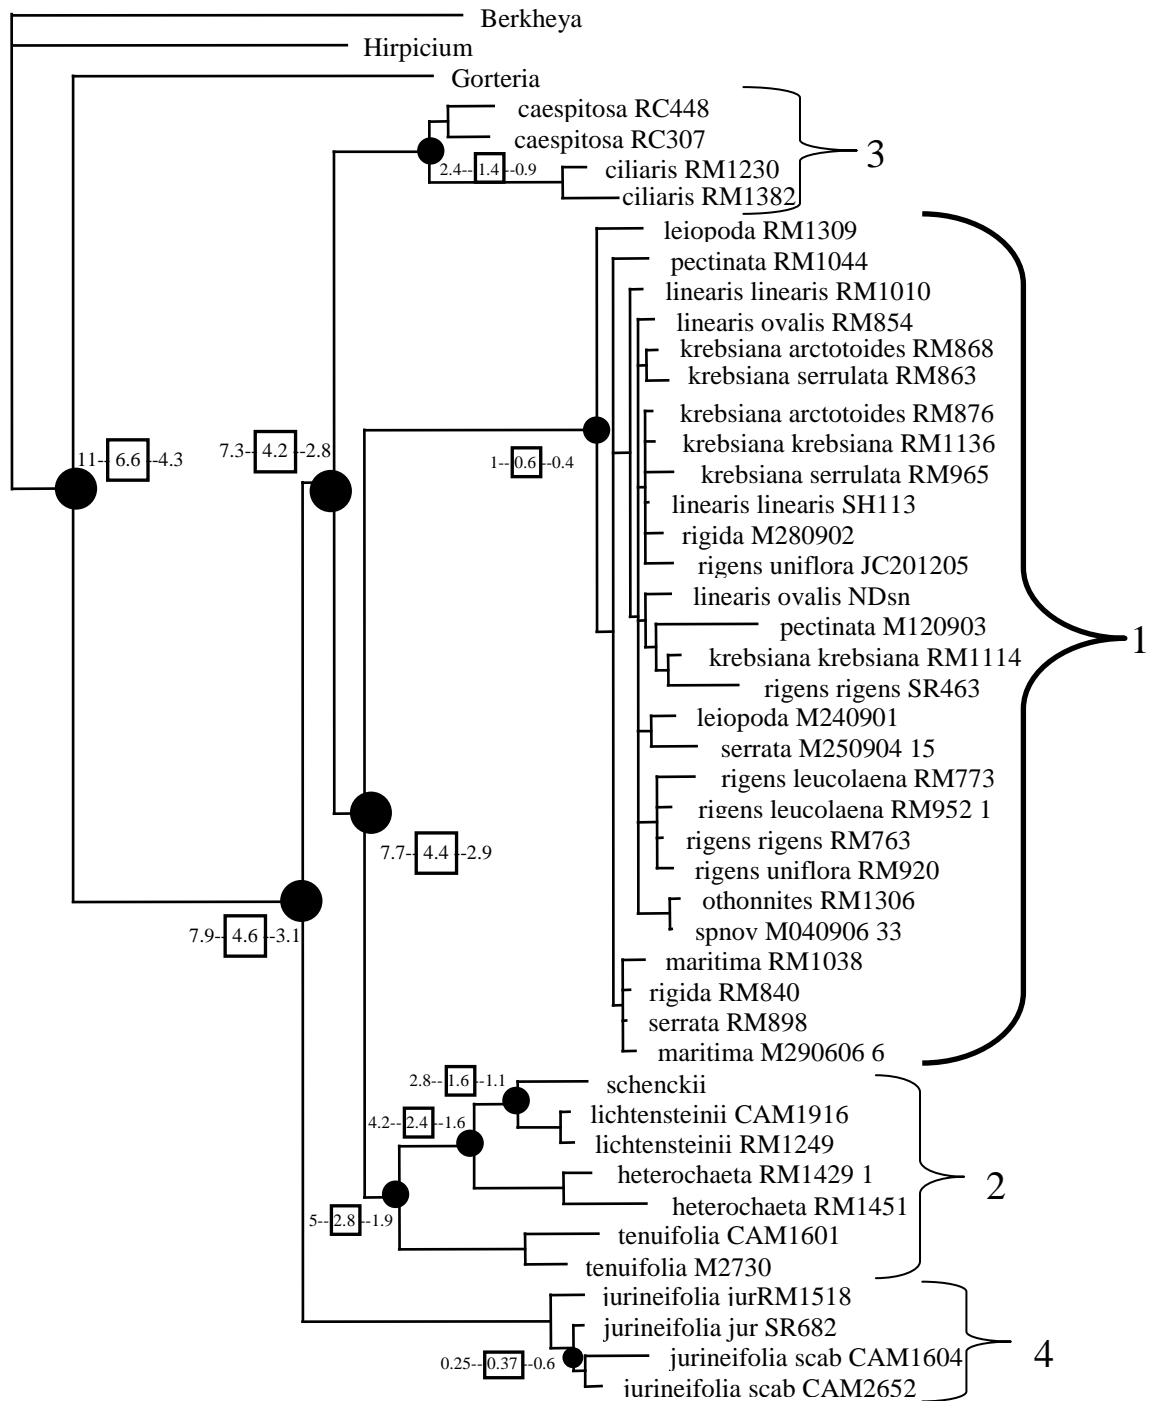 Berkheya
Hirpicium
Gorteria
caespitosa RC448
caespitosa RC307
3
2.4--1.4--0.9
ciliaris RM1230
ciliaris RM1382
leiopoda RM1309
pectinata RM1044
linearis linearis RM1010
linearis ovalis RM854
krebsiana arctotoides RM868
krebsiana serrulata RM863
krebsiana arctotoides RM876
11--6.6--4.3
7.3--4.2--2.8
krebsiana krebsiana RM1136
1--0.6--0.4
krebsiana serrulata RM965
linearis linearis SH113
rigida M280902
rigens uniflora JC201205
linearis ovalis NDsn
pectinata M120903
1
krebsiana krebsiana RM1114
rigens rigens SR463
leiopoda M240901
serrata M250904 15
rigens leucolaena RM773
rigens leucolaena RM952 1
rigens rigens RM763
7.7--4.4--2.9
rigens uniflora RM920
othonnites RM1306
7.9--4.6--3.1
spnov M040906 33
maritima RM1038
rigida RM840
serrata RM898
maritima M290606 6
2.8--1.6--1.1
schenckii
4.2--2.4--1.6
lichtensteinii CAM1916
lichtensteinii RM1249
heterochaeta RM1429 1
2
heterochaeta RM1451
5--2.8--1.9
tenuifolia CAM1601
tenuifolia M2730
jurineifolia jurRM1518
jurineifolia jur SR682
0.25--0.37--0.6
jurineifolia scab CAM1604
4
jurineifolia scab CAM2652